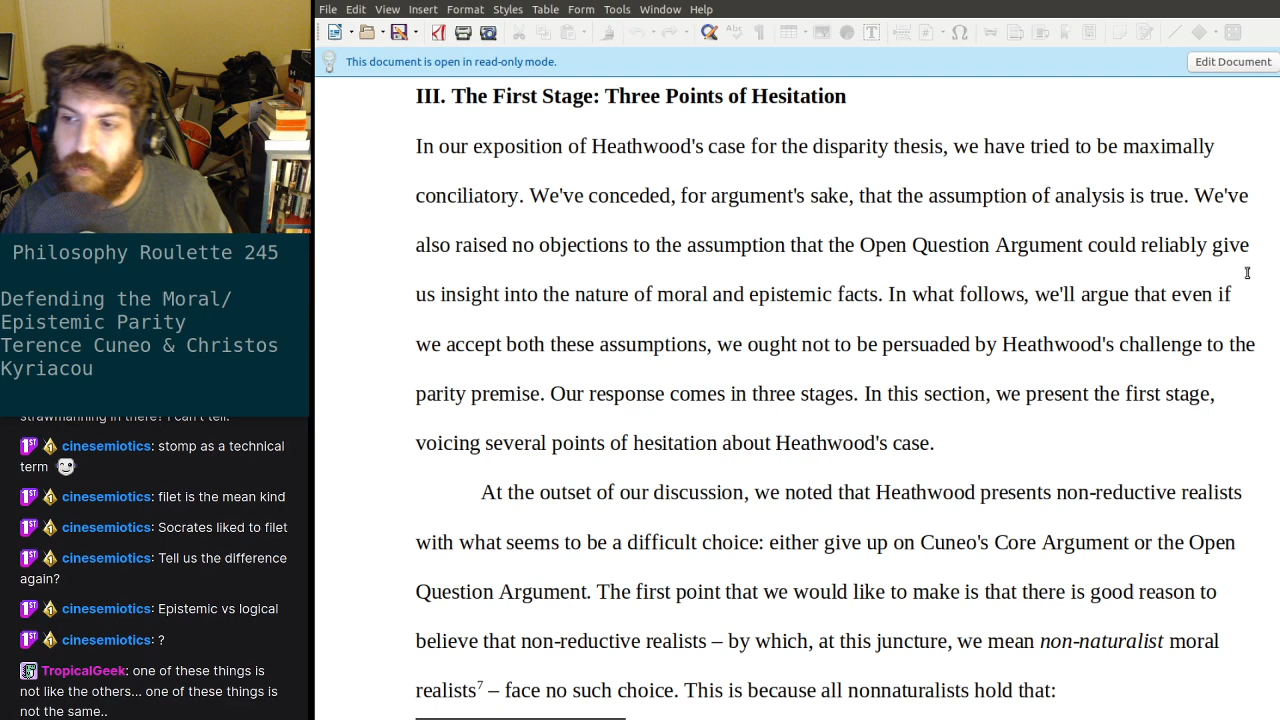 File Edit View Insert Format Styles Table Form Tools Window Help
This document is open in read-only mode.
Edit Document
III. The First Stage: Three Points of Hesitation
In our exposition of Heathwood's case for the disparity thesis, we have tried to be maximally
conciliatory. We've conceded, for argument's sake, that the assumption of analysis is true. We've
also raised no objections to the assumption that the Open Question Argument could reliably give
us insight into the nature of moral and epistemic facts. In what follows, we'll argue that even if
we accept both these assumptions, we ought not to be persuaded by Heathwood's challenge to the
parity premise. Our response comes in three stages. In this section, we present the first stage,
voicing several points of hesitation about Heathwood's case.
At the outset of our discussion, we noted that Heathwood presents non-reductive realists
with what seems to be a difficult choice: either give up on Cuneo's Core Argument or the Open
Question Argument. The first point that we would like to make is that there is good reason to
believe that non-reductive realists – by which, at this juncture, we mean non-naturalist moral
realists7 – face no such choice. This is because all nonnaturalists hold that:
Philosophy Roulette 245
Defending the Moral/
Epistemic Parity
Terence Cuneo & Christos
Kyriacou
strawmanning in there? I can't tell.
1ST cinesemiotics: stomp as a technical
term
1ST cinesemiotics: filet is the mean kind
1ST cinesemiotics: Socrates liked to filet
1ST cinesemiotics: Tell us the difference
again?
1ST cinesemiotics: Epistemic vs logical
1ST cinesemiotics: ?
TropicalGeek: one of these things is
not like the others... one of these things is
not the same..